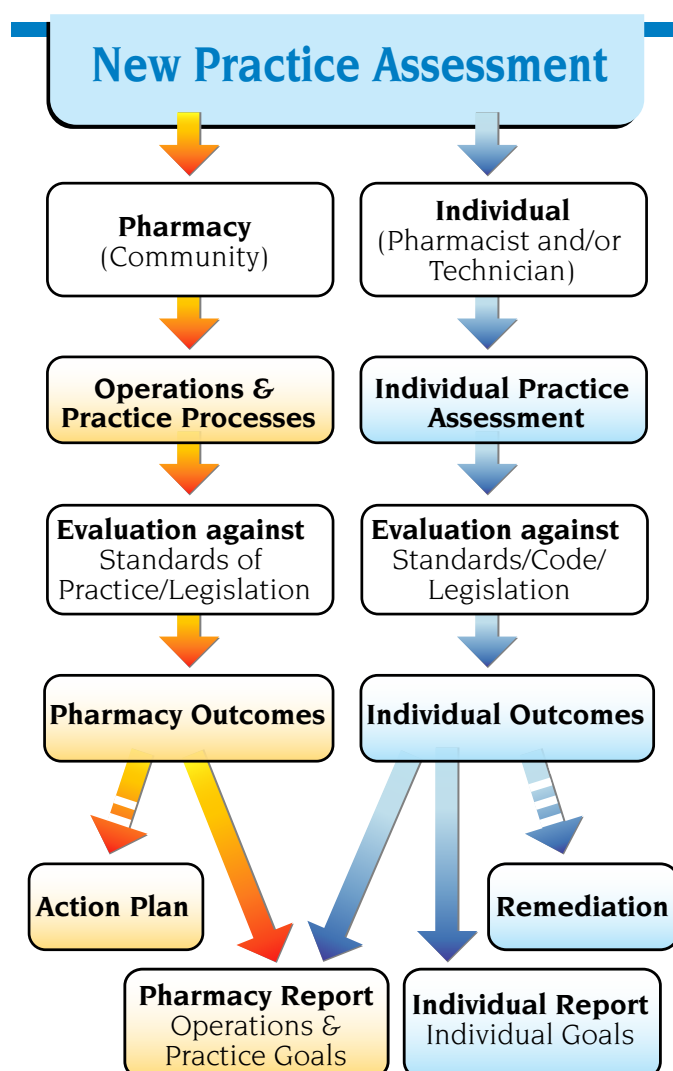 New Practice Assessment
Pharmacy
(Community)
Individual
(Pharmacist and/or
Technician)
Operations &
Practice Processes
Individual Practice
Assessment
Evaluation against
Standards of
Practice/Legislation
Evaluation against
Standards/Code/
Legislation
Pharmacy Outcomes
Individual Outcomes
Action Plan
Remediation
Pharmacy Report
Operations &
Practice Goals
Individual Report
Individual Goals